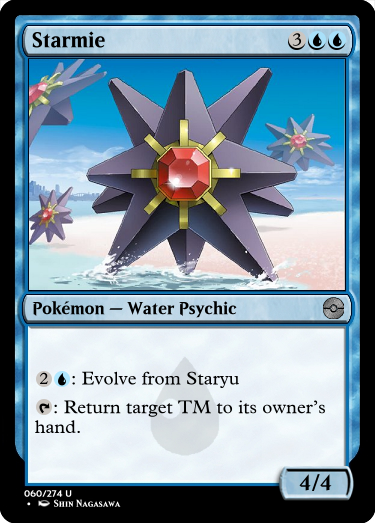 Starmie 3
Pokémon — Water Psychic
2: Evolve from Staryu
: Return target TM to its owner's
hand.
4/4
060/274 U
• Shin Nagasawa